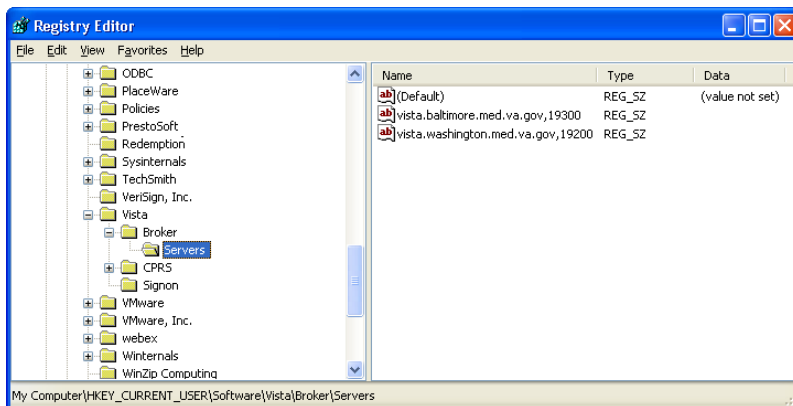 Registry Editor
File Edit View Favorites Help
ODBC
PlaceWare
Policies
PrestoSoft
Redemption
Sysinternals
TechSmith
VeriSign, Inc.
Vista
Broker
Servers
CPRS
Signon
VMware
VMware, Inc.
webex
Winternals
WinZip Computing
Name Type Data
ab (Default) REG_SZ (value not set)
ab vista.baltimore.med.va.gov,19300 REG_SZ
ab vista.washington.med.va.gov,19200 REG_SZ
My Computer\HKEY_CURRENT_USER\Software\Vista\Broker\Servers